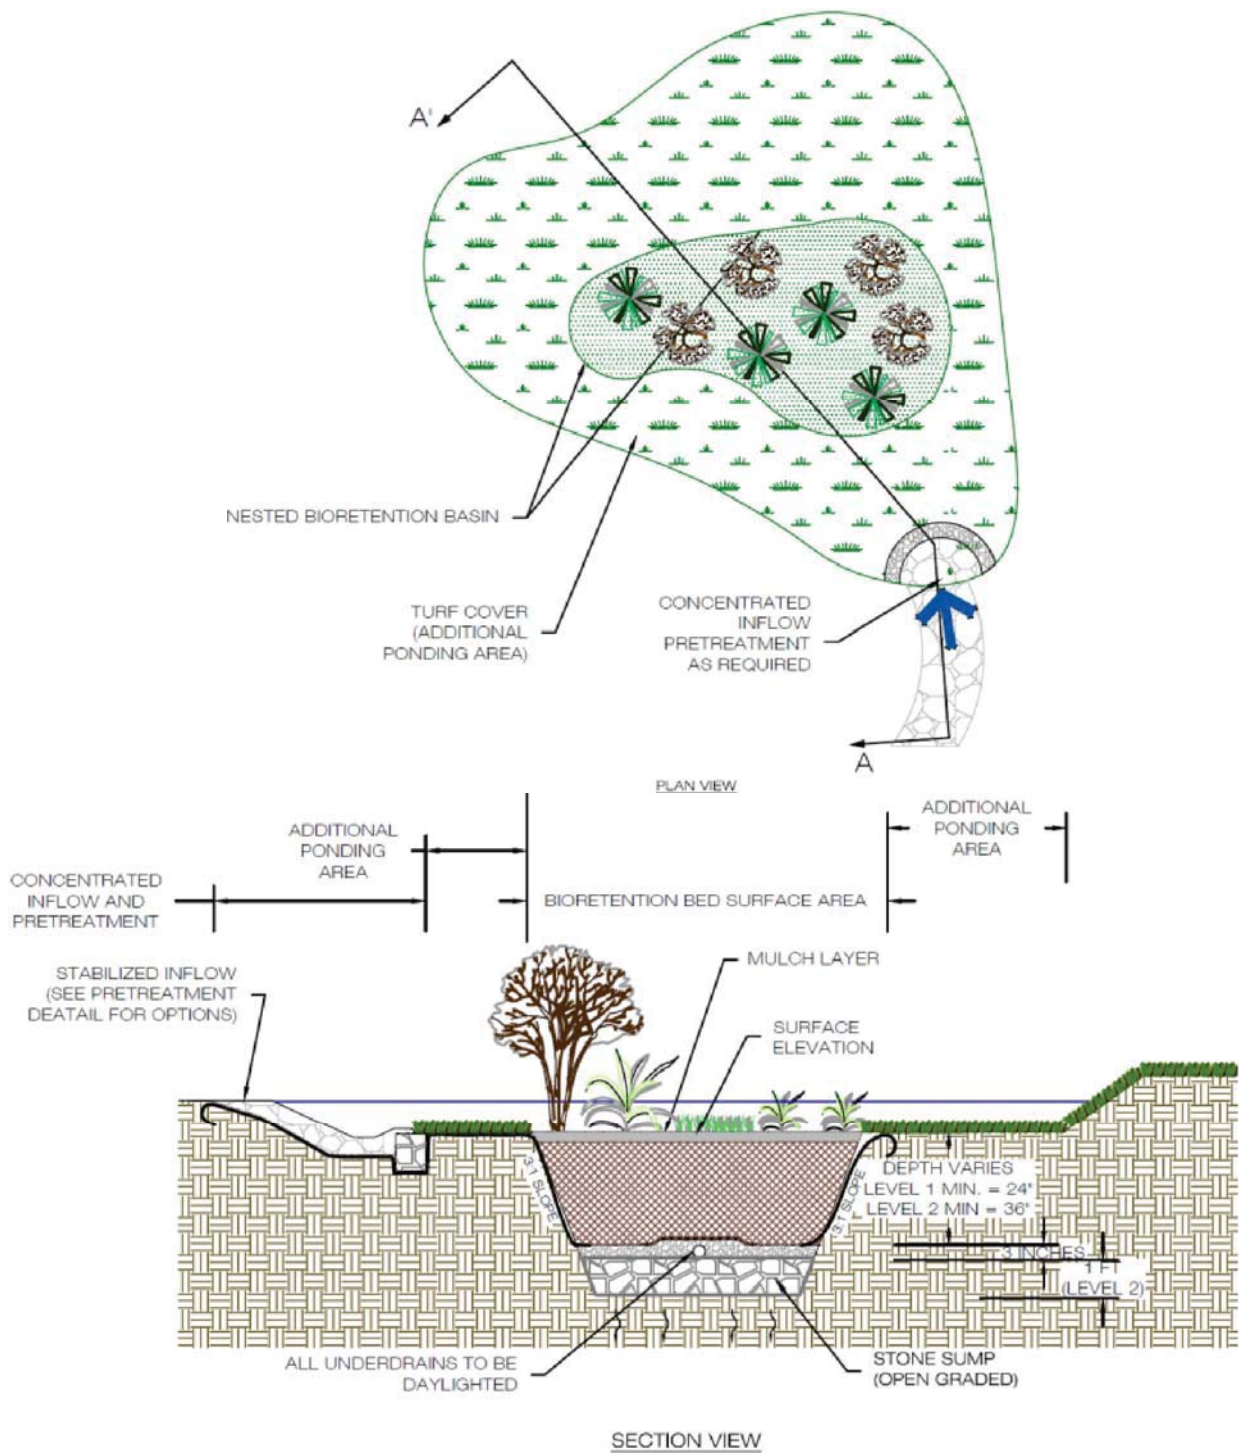 A'
NESTED BIORETENTION BASIN
TURF COVER
(ADDITIONAL
PONDING AREA)
CONCENTRATED
INFLOW
PRETREATMENT
AS REQUIRED
A
PLAN VIEW
ADDITIONAL
PONDING
AREA
ADDITIONAL
PONDING
AREA
CONCENTRATED
INFLOW AND
PRETREATMENT
BIORETENTION BED SURFACE AREA
STABILIZED INFLOW
(SEE PRETREATMENT
DEATAIL FOR OPTIONS)
MULCH LAYER
SURFACE
ELEVATION
3:1 SLOPE
3:1 SLOPE
DEPTH VARIES
LEVEL 1 MIN. = 24"
LEVEL 2 MIN = 36"
3 INCHES
1 FT
(LEVEL 2)
ALL UNDERDRAINS TO BE
DAYLIGHTED
STONE SUMP
(OPEN GRADED)
SECTION VIEW